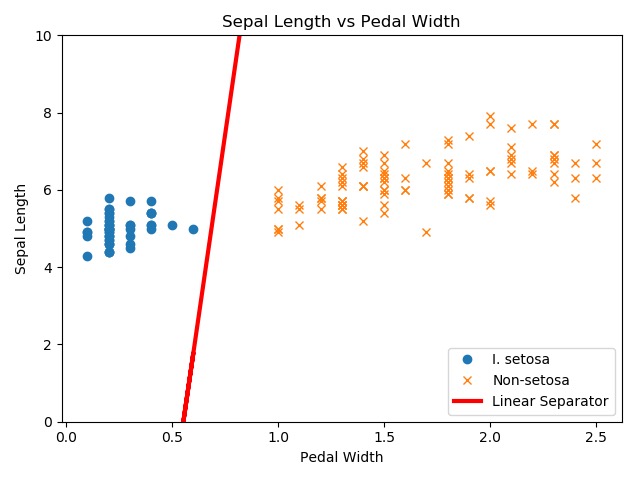 Sepal Length vs Pedal Width
10
8
6
4
2
0
Sepal Length
I. setosa
Non-setosa
Linear Separator
0.0 0.5 1.0 1.5 2.0 2.5
Pedal Width